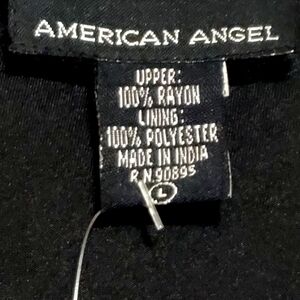 AMERICAN ANGEL
UPPER:
100% RAYON
LINING:
100% POLYESTER
MADE IN INDIA
R.N.90895
L